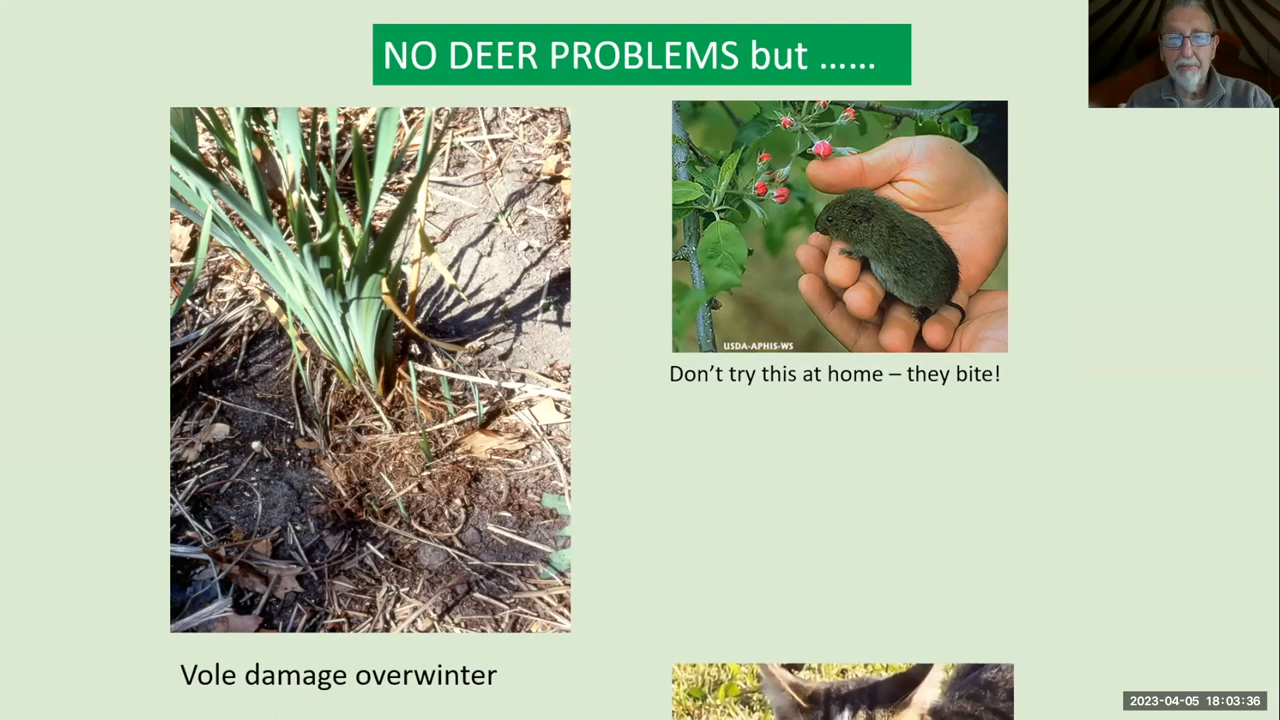 NO DEER PROBLEMS but ......
USDA-APHIS-WS
Don't try this at home – they bite!
Vole damage overwinter
2023-04-05 18:03:36